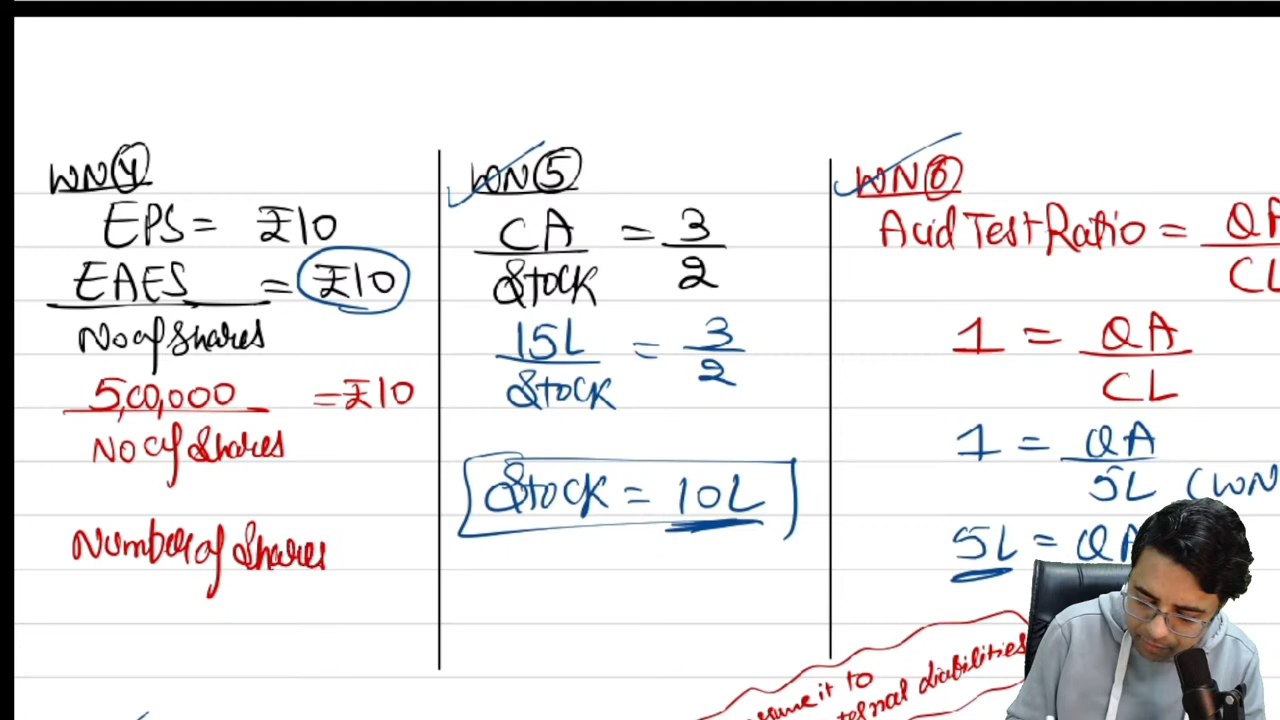 WN④
EPS = ₹10
EAES = ₹10
No of Shares
5,00,000 = ₹10
No of Shares
Number of Shares
WN⑤
CA = 3
Stock 2
15L = 3
Stock 2
Stock = 10L
WN⑥
Acid Test Ratio = QA
CL
1 = QA
CL
1 = QA
5L (WN
5L = QA
it to
liabilities